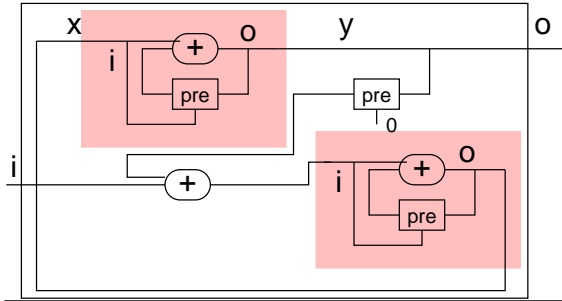 x + o y o
i
pre pre
0
i + i + o
pre